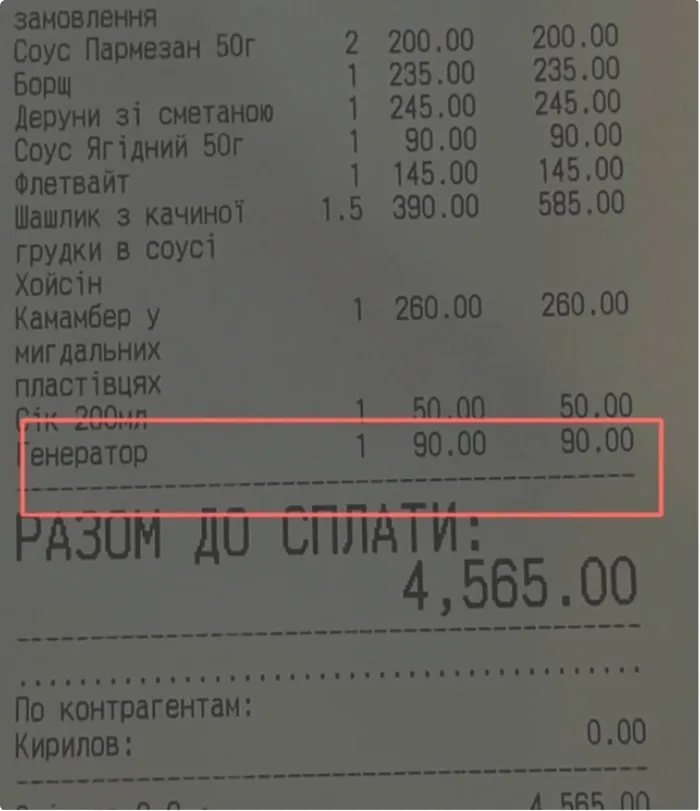 замовлення
Соус Пармезан 50г 2 200.00 200.00
Борщ 1 235.00 235.00
Деруни зі сметаною 1 245.00 245.00
Соус Ягідний 50г 1 90.00 90.00
Флетвайт 1 145.00 145.00
Шашлик з качиної 1.5 390.00 585.00
грудки в соусі
Хойсін
Камамбер у 1 260.00 260.00
мигдальних
пластівцях
Сік 200мл 1 50.00 50.00
Генератор 1 90.00 90.00
РАЗОМ ДО СПЛАТИ:
4,565.00
По контрагентам:
Кирилов: 0.00
4,565.00